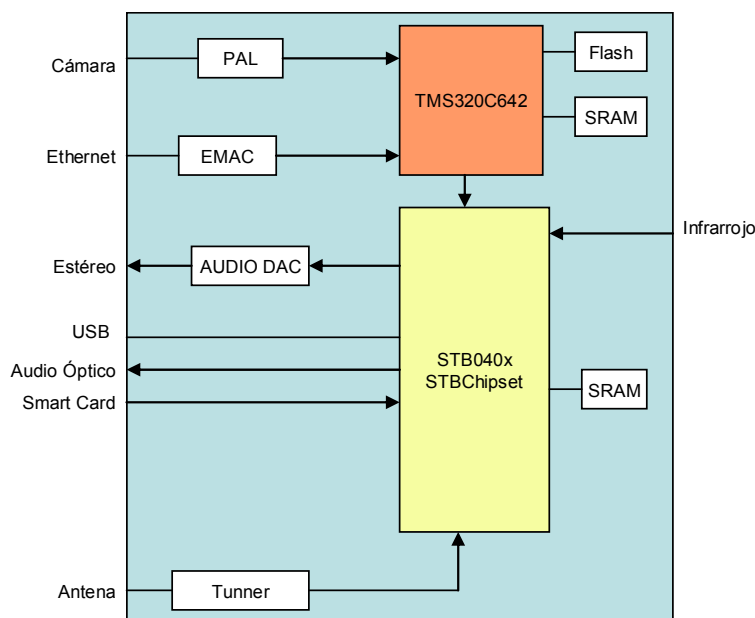 Cámara
PAL
TMS320C642
Flash
SRAM
Ethernet
EMAC
Infrarrojo
Estéreo
AUDIO DAC
USB
Audio Óptico
Smart Card
STB040x
STBChipset
SRAM
Antena
Tunner